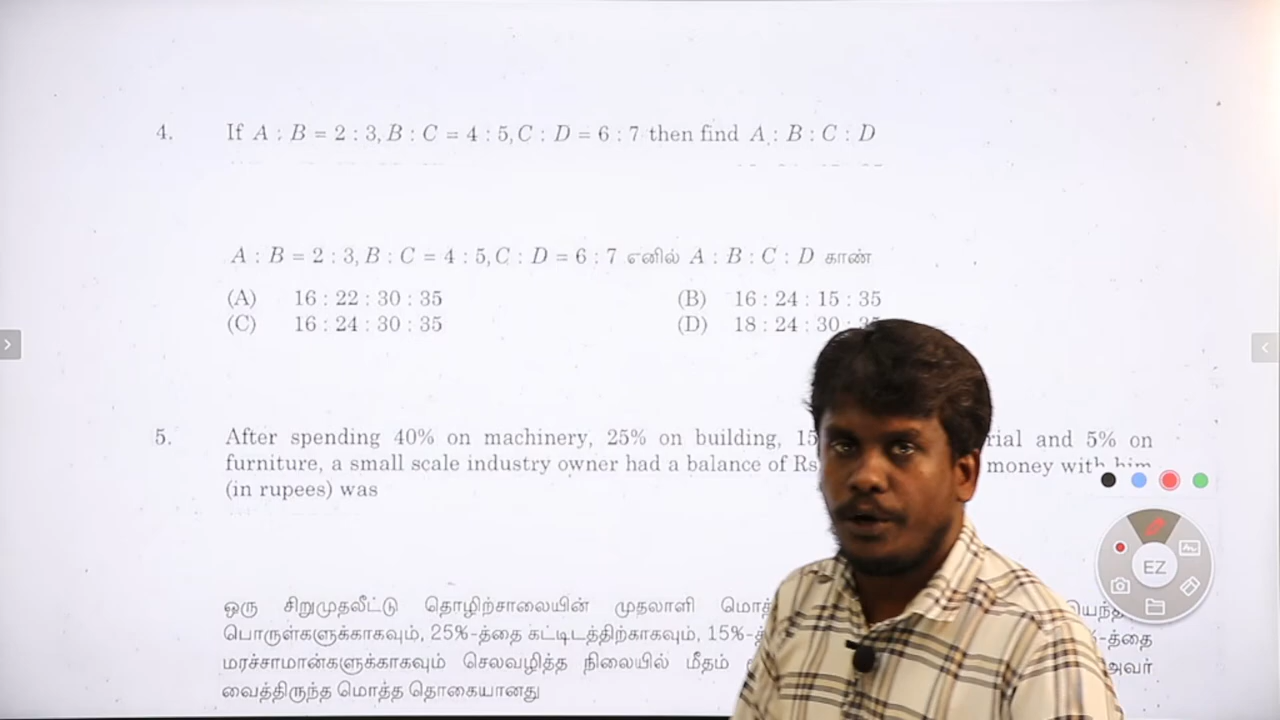 4. If A : B = 2 : 3, B : C = 4 : 5, C : D = 6 : 7 then find A : B : C : D
A : B = 2 : 3, B : C = 4 : 5, C : D = 6 : 7 எனில் A : B : C : D காண்
(A) 16 : 22 : 30 : 35 (B) 16 : 24 : 15 : 35
(C) 16 : 24 : 30 : 35 (D) 18 : 24 : 30 : 35
5. After spending 40% on machinery, 25% on building, 15 and 5% on
furniture, a small scale industry owner had a balance of Rs money with him
(in rupees) was
ஒரு சிறுமுதலீட்டு தொழிற்சாலையின் முதலாளி
பொருள்களுக்காகவும், 25%-த்தை கட்டிடத்திற்காகவும், 15%- -த்தை
மரச்சாமான்களுக்காகவும் செலவழித்த நிலையில் மீதம் அவர்
வைத்திருந்த மொத்த தொகையானது
EZ